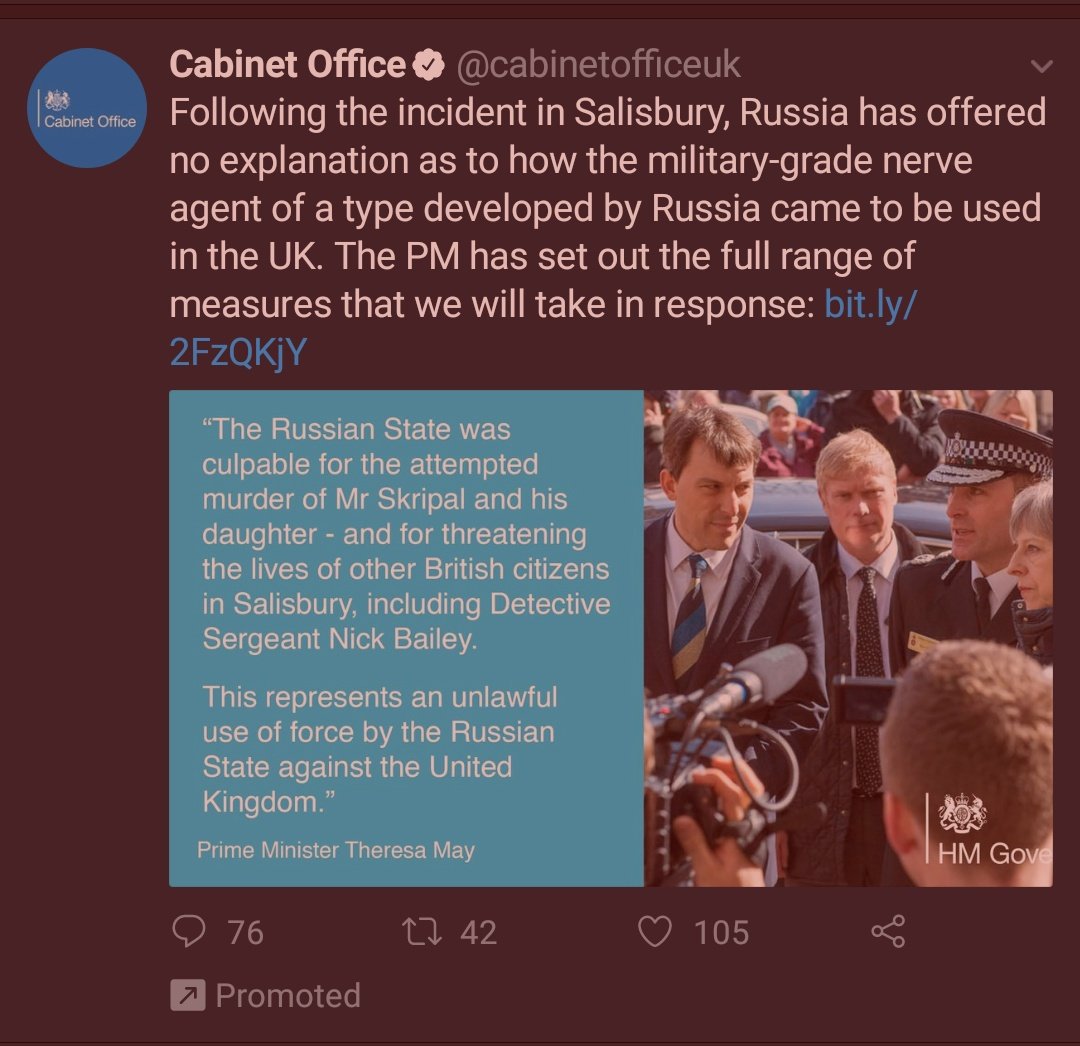 Cabinet Office @cabinetofficeuk
Cabinet Office
Following the incident in Salisbury, Russia has offered
no explanation as to how the military-grade nerve
agent of a type developed by Russia came to be used
in the UK. The PM has set out the full range of
measures that we will take in response: bit.ly/
2FzQKjY
“The Russian State was
culpable for the attempted
murder of Mr Skripal and his
daughter - and for threatening
the lives of other British citizens
in Salisbury, including Detective
Sergeant Nick Bailey.
This represents an unlawful
use of force by the Russian
State against the United
Kingdom.”
Prime Minister Theresa May
HM Gove
76 42 105
Promoted